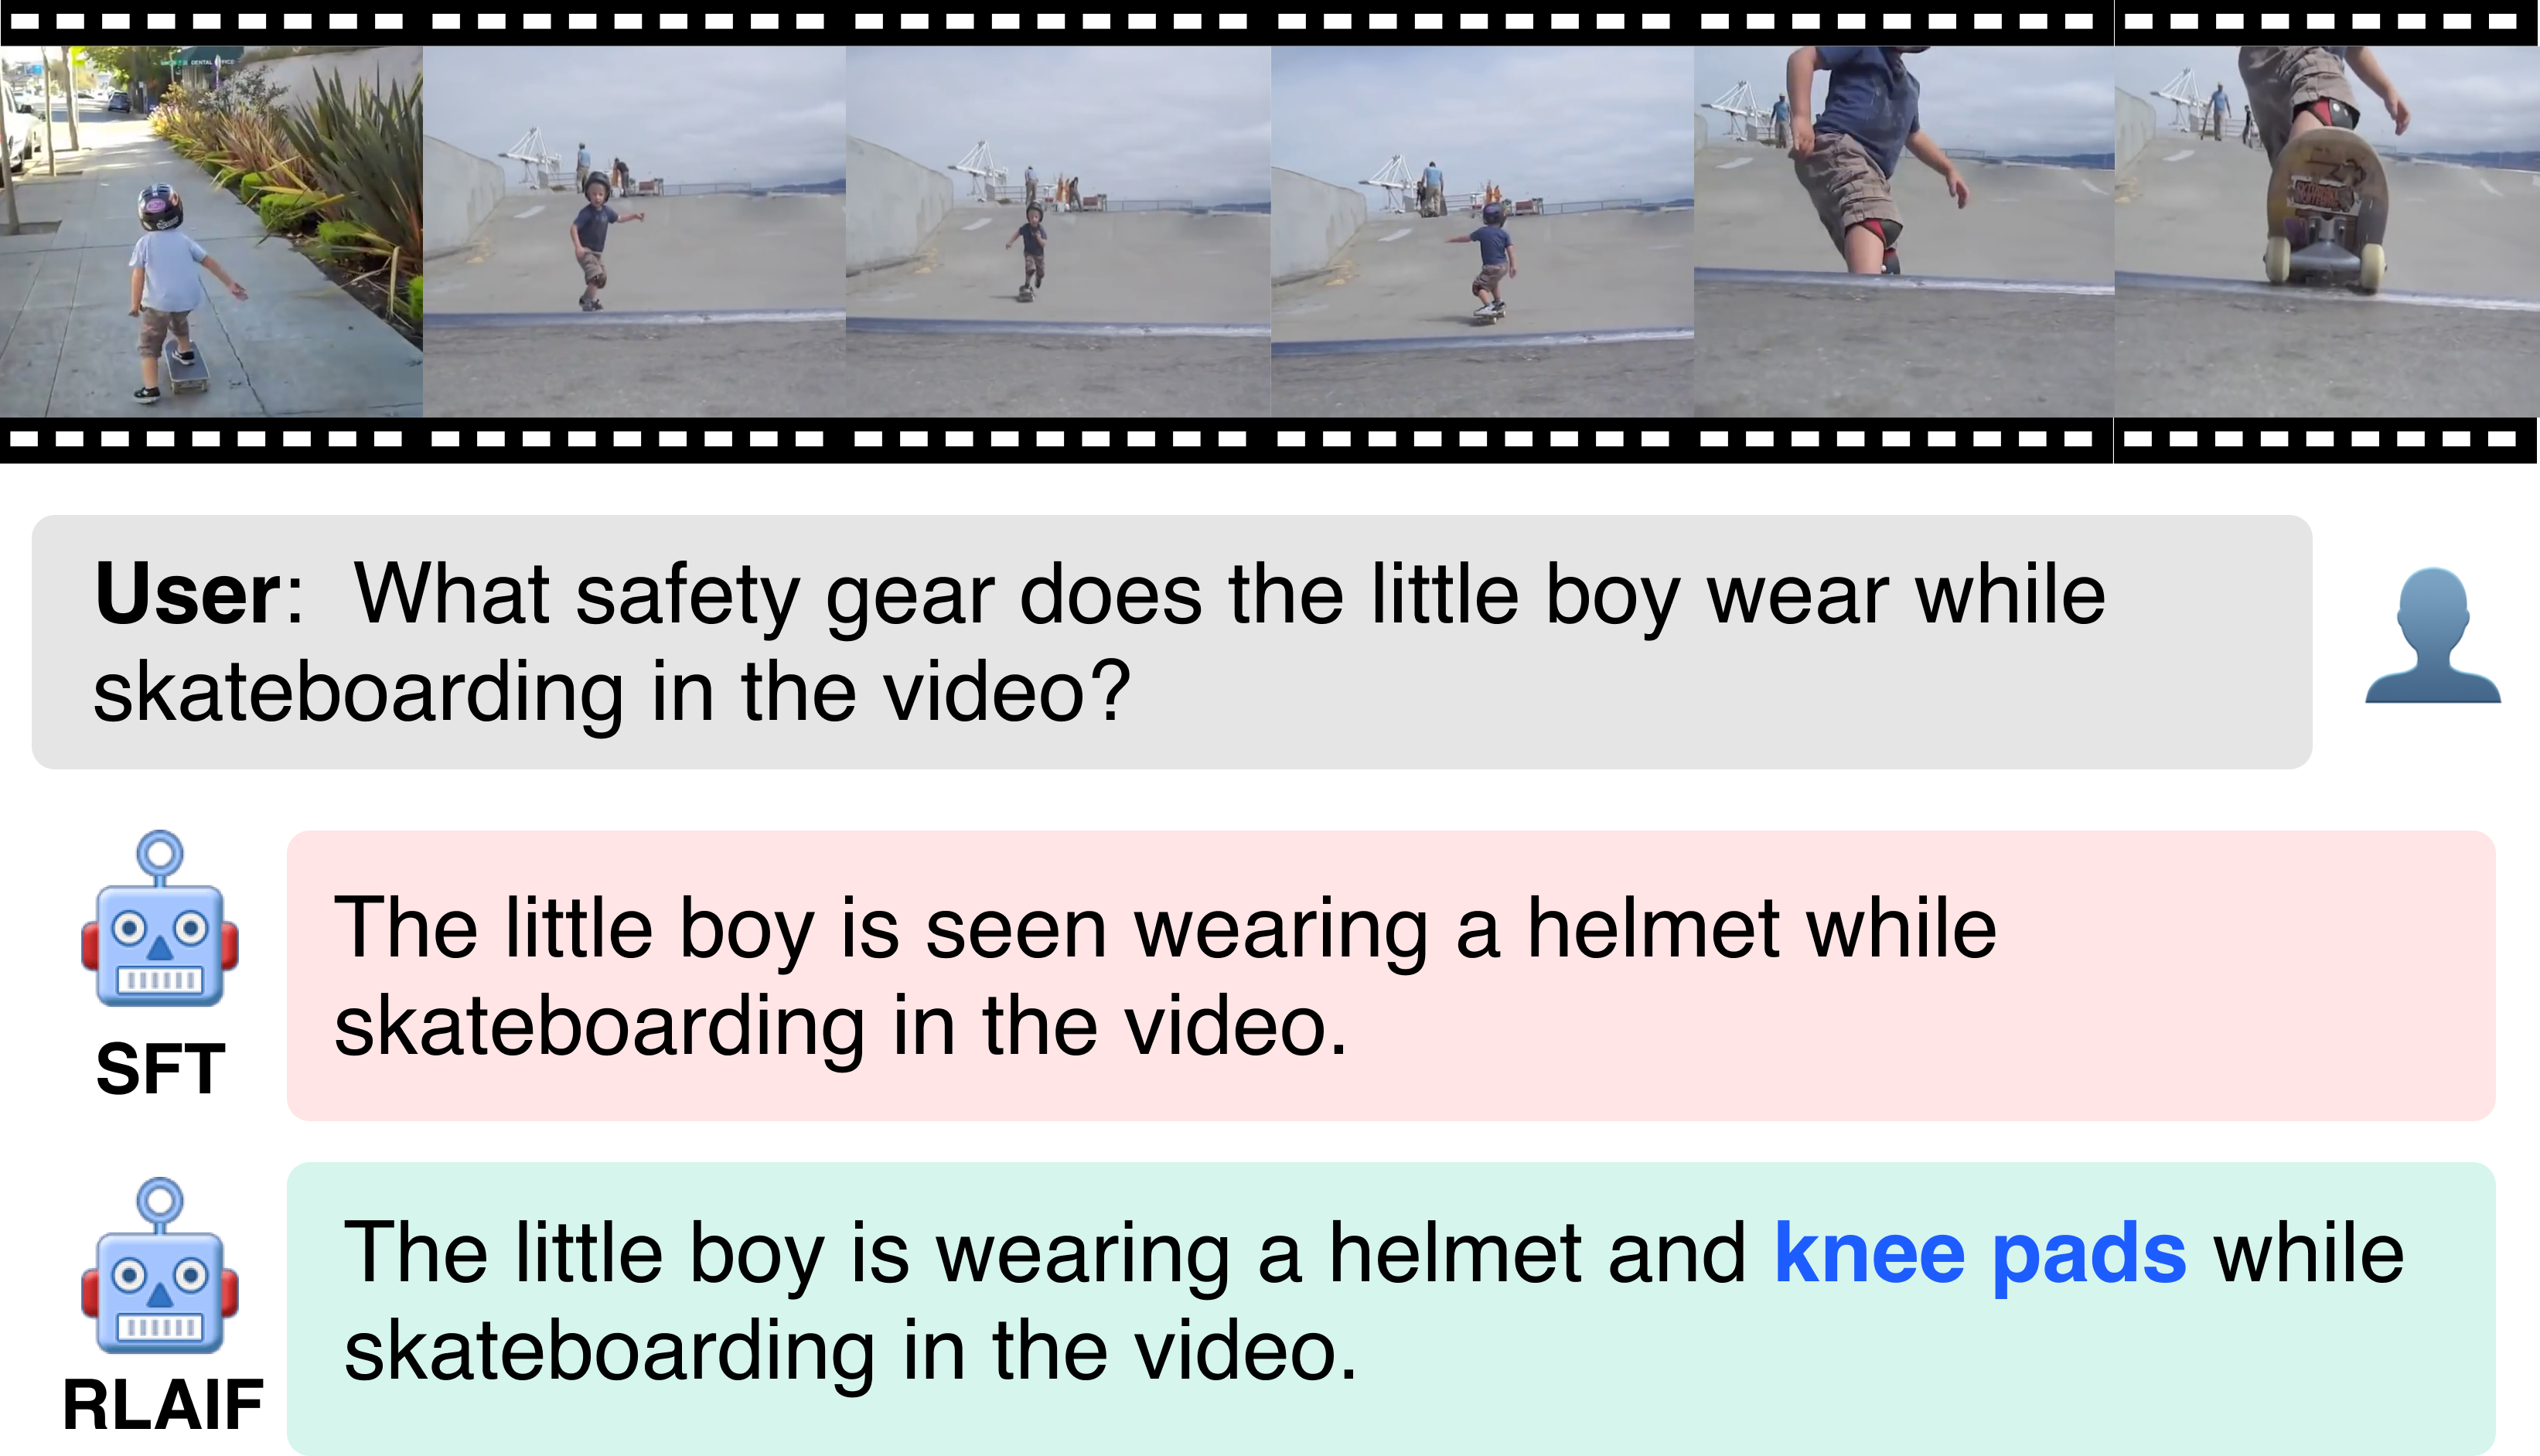 DENTAL OFFICE
User: What safety gear does the little boy wear while
skateboarding in the video?
The little boy is seen wearing a helmet while
skateboarding in the video.
SFT
The little boy is wearing a helmet and knee pads while
skateboarding in the video.
RLAIF